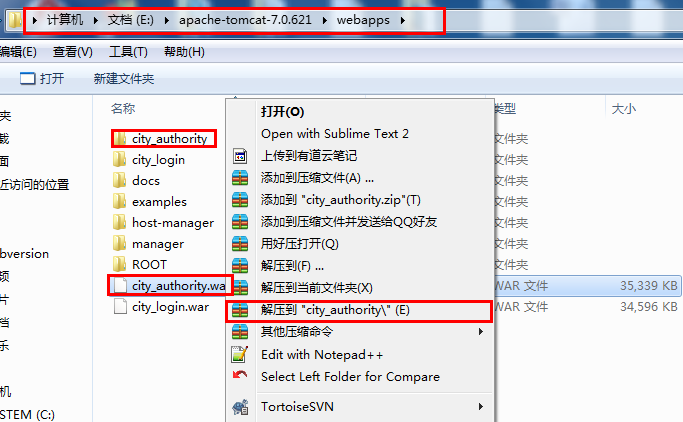 计算机 文档 (E:) apache-tomcat-7.0.621 webapps
编辑(E) 查看(V) 工具(T) 帮助(H)
打开 新建文件夹
名称 类型 大小
打开(O)
Open with Sublime Text 2
上传到有道云笔记
添加到压缩文件(A) ...
添加到 "city_authority.zip"(T)
添加到压缩文件并发送给QQ好友
用好压打开(Q)
解压到(F) ...
解压到当前文件夹(X)
解压到 "city_authority\" (E)
其他压缩命令
Edit with Notepad++
Select Left Folder for Compare
TortoiseSVN
city_authority 文件夹
city_login 文件夹
docs 文件夹
examples 文件夹
host-manager 文件夹
manager 文件夹
ROOT 文件夹
city_authority.wa WAR 文件 35,339 KB
city_login.war WAR 文件 34,596 KB
夹
载
面
近访问的位置
bversion
频
片
档
乐
机
STEM (C:)